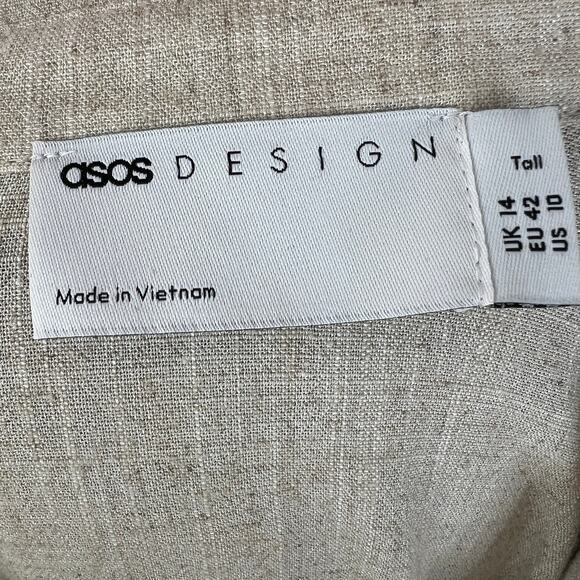 asos DESIGN
Made in Vietnam
Tall
UK 14
EU 42
US 10